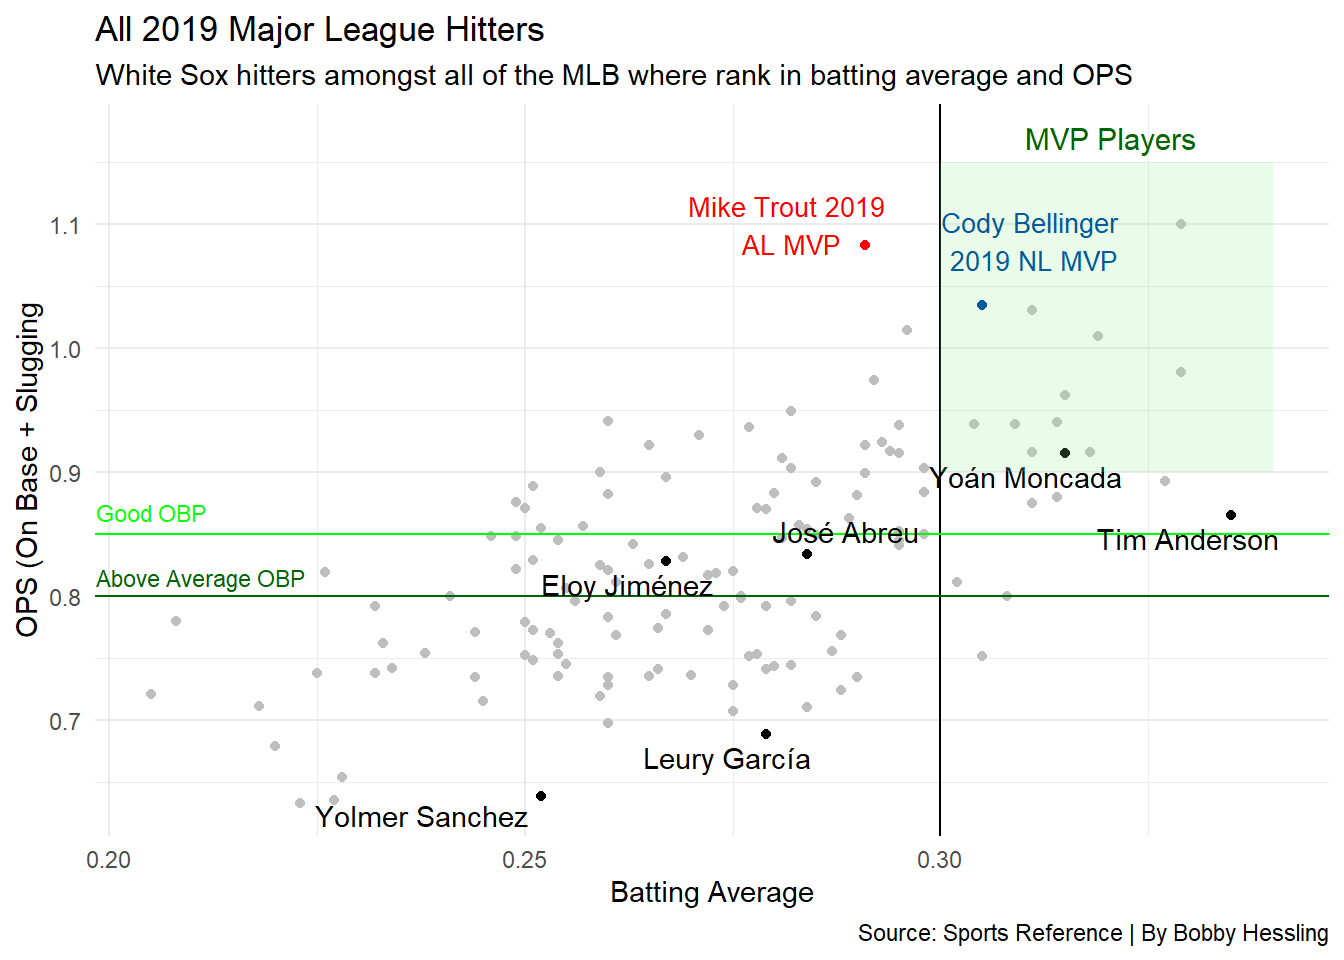 All 2019 Major League Hitters
White Sox hitters amongst all of the MLB where rank in batting average and OPS
MVP Players
Mike Trout 2019
AL MVP
Cody Bellinger
2019 NL MVP
Yoán Moncada
Good OBP
José Abreu
Tim Anderson
Above Average OBP
Eloy Jiménez
Leury García
Yolmer Sanchez
OPS (On Base + Slugging
1.1
1.0
0.9
0.8
0.7
0.20
0.25
0.30
Batting Average
Source: Sports Reference | By Bobby Hessling